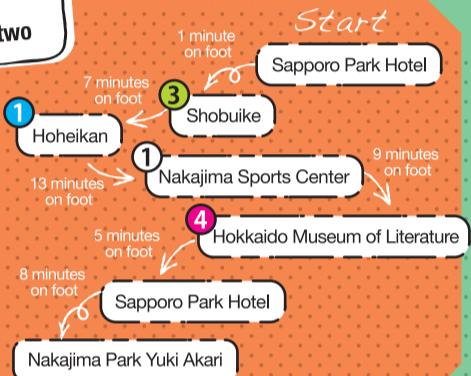 two
Start
1 minute
on foot
Sapporo Park Hotel
7 minutes
on foot
3
Shobuike
1
Hoheikan
13 minutes
on foot
1
Nakajima Sports Center
9 minutes
on foot
4
Hokkaido Museum of Literature
5 minutes
on foot
Sapporo Park Hotel
8 minutes
on foot
Nakajima Park Yuki Akari